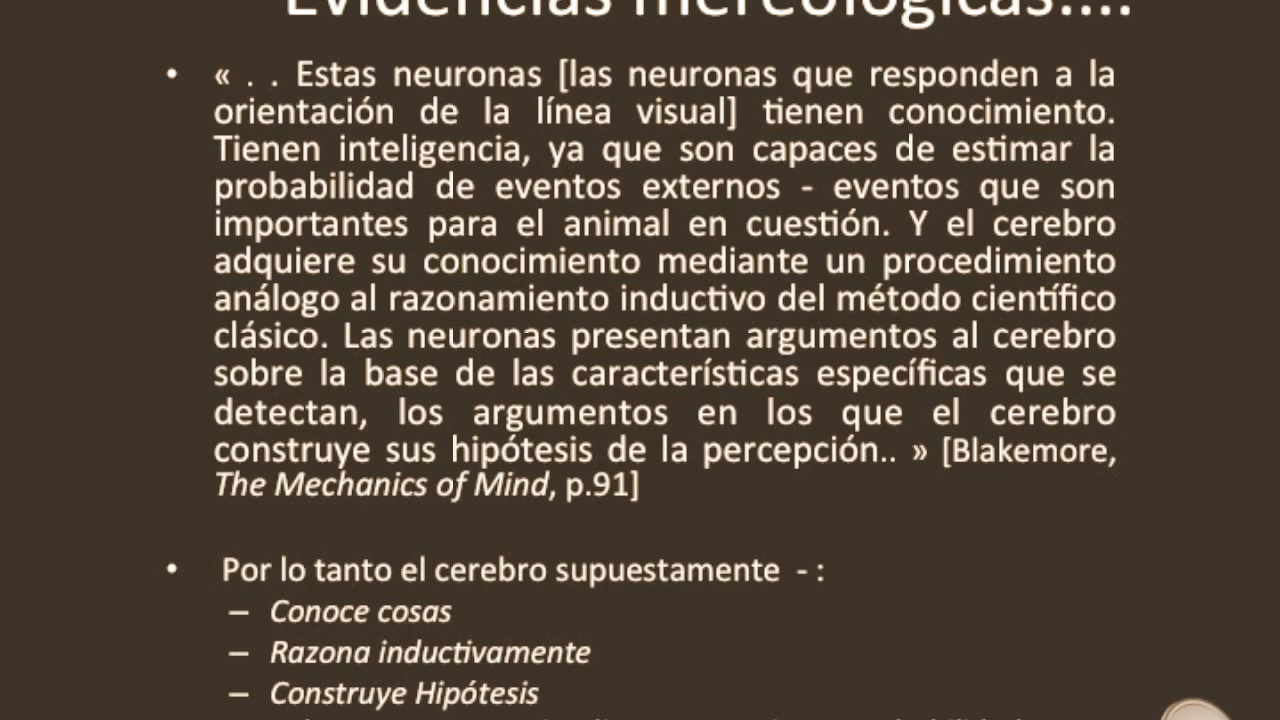 Evidencias mereológicas....
• « . . Estas neuronas [las neuronas que responden a la
orientación de la línea visual] tienen conocimiento.
Tienen inteligencia, ya que son capaces de estimar la
probabilidad de eventos externos - eventos que son
importantes para el animal en cuestión. Y el cerebro
adquiere su conocimiento mediante un procedimiento
análogo al razonamiento inductivo del método científico
clásico. Las neuronas presentan argumentos al cerebro
sobre la base de las características específicas que se
detectan, los argumentos en los que el cerebro
construye sus hipótesis de la percepción.. » [Blakemore,
The Mechanics of Mind, p.91]
• Por lo tanto el cerebro supuestamente - :
– Conoce cosas
– Razona inductivamente
– Construye Hipótesis